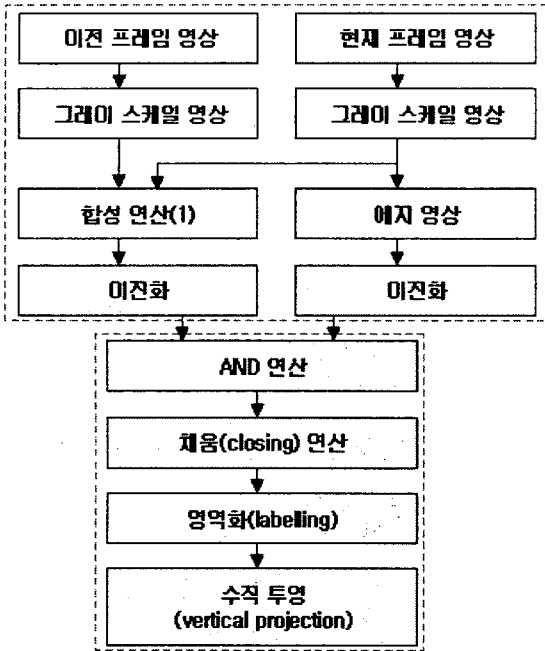 이전 프레임 영상
현재 프레임 영상
그레이 스케일 영상
그레이 스케일 영상
합성 연산(1)
에지 영상
이진화
이진화
AND 연산
채움(closing) 연산
영역화(labelling)
수직 투영
(vertical projection)